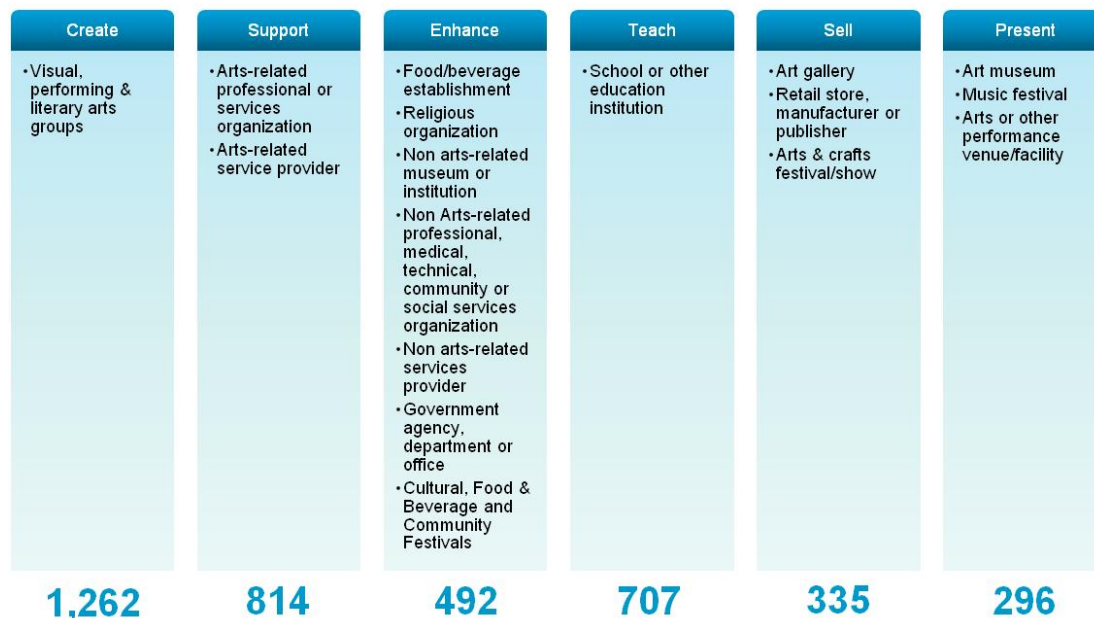 Create
• Visual,
performing &
literary arts
groups
1,262
Support
• Arts-related
professional or
services
organization
• Arts-related
service provider
814
Enhance
• Food/beverage
establishment
• Religious
organization
• Non arts-related
museum or
institution
• Non Arts-related
professional,
medical,
technical,
community or
social services
organization
• Non arts-related
services
provider
• Government
agency,
department or
office
• Cultural, Food &
Beverage and
Community
Festivals
492
Teach
• School or other
education
institution
707
Sell
• Art gallery
• Retail store,
manufacturer or
publisher
• Arts & crafts
festival/show
335
Present
• Art museum
• Music festival
• Arts or other
performance
venue/facility
296